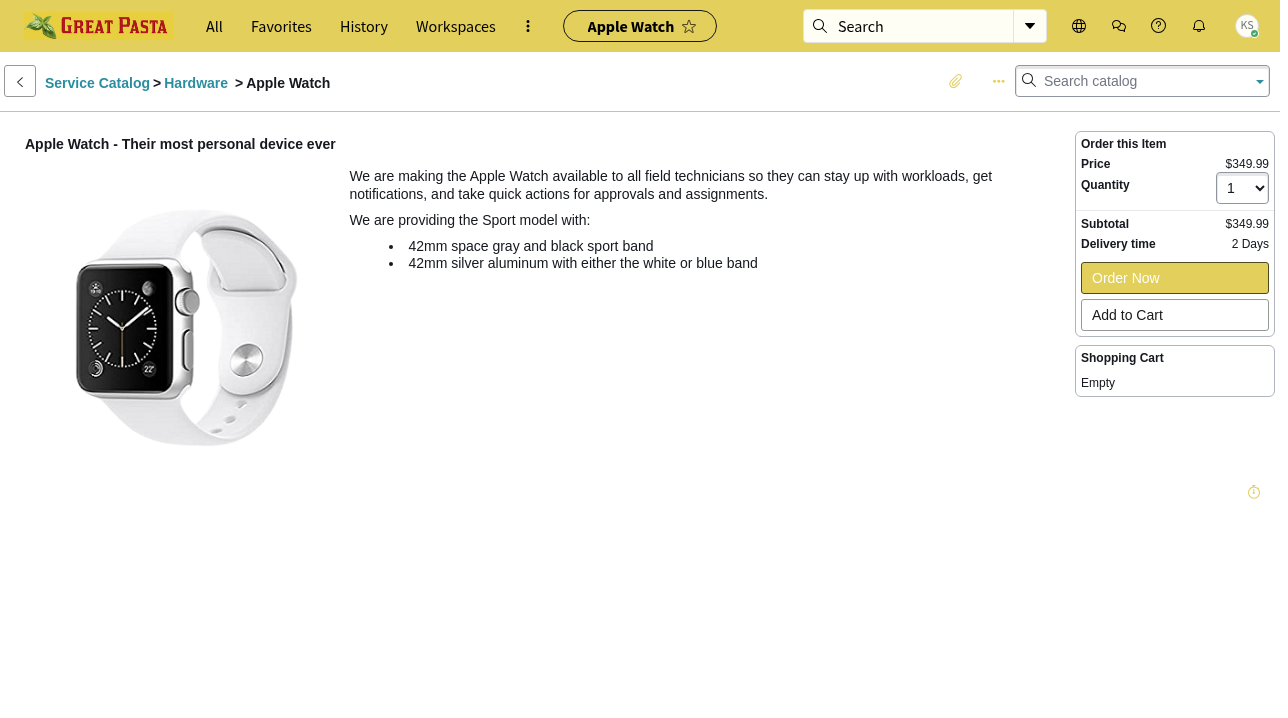 GREAT PASTA
All
Favorites
History
Workspaces
Apple Watch
Search
KS
Service Catalog > Hardware > Apple Watch
Search catalog
Apple Watch - Their most personal device ever
We are making the Apple Watch available to all field technicians so they can stay up with workloads, get
notifications, and take quick actions for approvals and assignments.
We are providing the Sport model with:
• 42mm space gray and black sport band
• 42mm silver aluminum with either the white or blue band
22°
Order this Item
Price $349.99
Quantity 1
Subtotal $349.99
Delivery time 2 Days
Order Now
Add to Cart
Shopping Cart
Empty